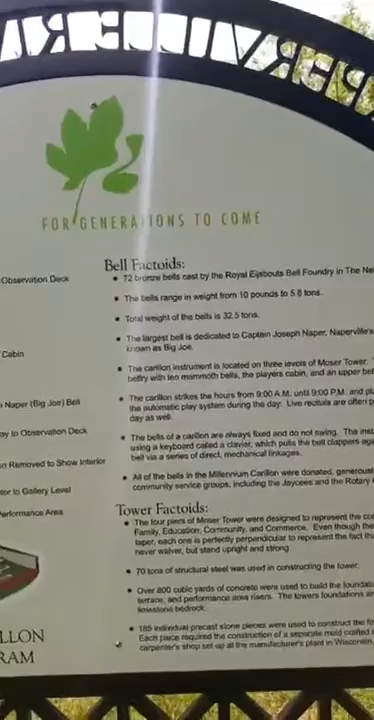 FOR GENERATIONS TO COME
Bell Factoids:
• 72 bronze bells cast by the Royal Eijsbouts Bell Foundry in The
• The bells range in weight from 10 pounds to 5.8 tons.
• Total weight of the bells is 32.5 tons.
• The largest bell is dedicated to Captain Joseph Naper, Naperville's
known as Big Joe.
• The carillon instrument is located on three levels of Moser Tower.
belfry with ten mammoth bells, the players cabin, and an upper
• The carillon strikes the hours from 9:00 A.M. until 9:00 P.M. and
the automatic play system during the day. Live recitals are often
day as well.
• The bells of a carillon are always fixed and do not swing. The
using a keyboard called a clavier, which pulls the bell clappers
bell via a series of direct, mechanical linkages.
• All of the bells in the Millennium Carillon were donated,
community service groups, including the Jaycees and the Rotary
Tower Factoids:
• The four piers of Moser Tower were designed to represent the
Family, Education, Community, and Commerce. Even though the
taper, each one is perfectly perpendicular to represent the fact
never waiver, but stand upright and strong.
• 70 tons of structural steel was used in constructing the tower.
• Over 800 cubic yards of concrete were used to build the
terrace, and performance area risers. The towers foundations
limestone bedrock.
• 185 individual precast stone pieces were used to construct the
Each piece required the construction of a separate mold crafted
carpenter's shop set up at the manufacturer's plant in Wisconsin.
Observation Deck
Cabin
Naper (Big Joe) Bell
to Observation Deck
Removed to Show Interior
to Gallery Level
Performance Area